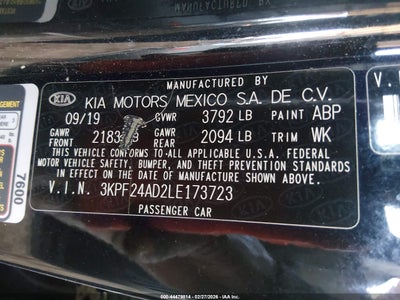 MANUFACTURED BY
KIA KIA MOTORS MEXICO S.A. DE C.V.
09/19 GVWR 3792 LB PAINT ABP
GAWR FRONT 2183 GAWR REAR 2094 LB TRIM WK
THIS VEHICLE CONFORMS TO ALL APPLICABLE U.S.A. FEDERAL
MOTOR VEHICLE SAFETY, BUMPER, AND THEFT PREVENTION STANDARDS
IN EFFECT ON THE DATE OF MANUFACTURE SHOWN ABOVE.
V.I.N. 3KPF24AD2LE173723
PASSENGER CAR
7600